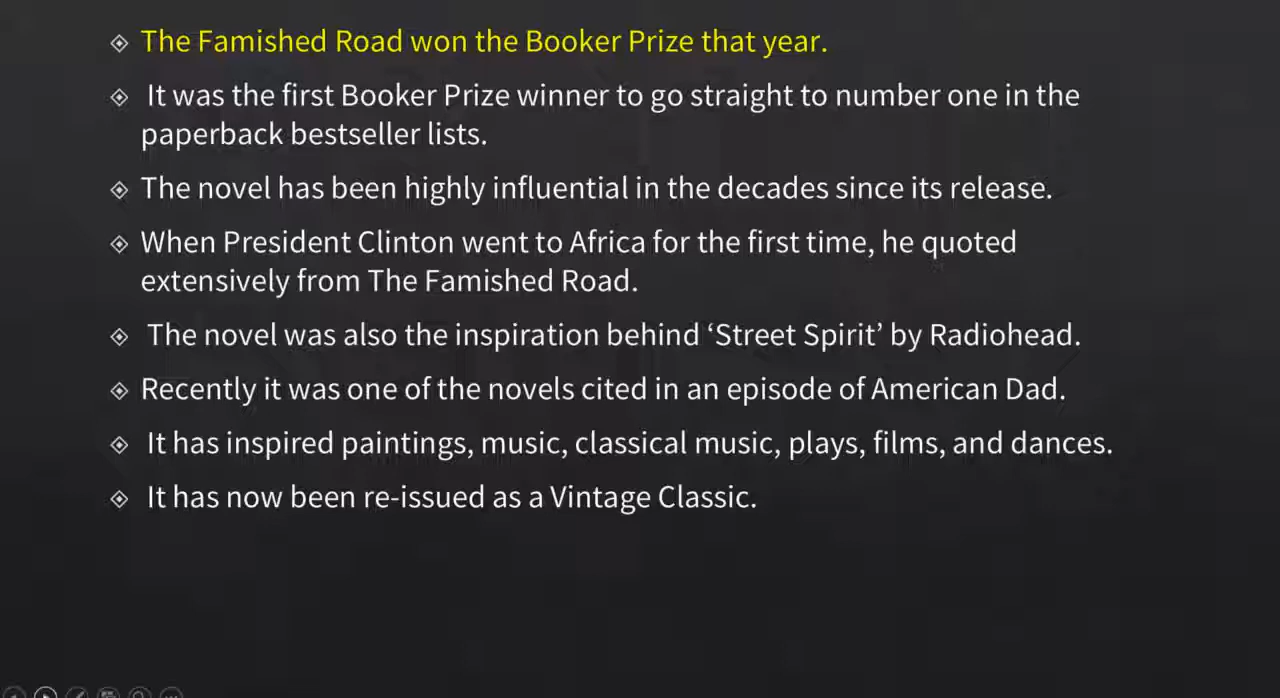 The Famished Road won the Booker Prize that year.
It was the first Booker Prize winner to go straight to number one in the
paperback bestseller lists.
The novel has been highly influential in the decades since its release.
When President Clinton went to Africa for the first time, he quoted
extensively from The Famished Road.
The novel was also the inspiration behind ‘Street Spirit’ by Radiohead.
Recently it was one of the novels cited in an episode of American Dad.
It has inspired paintings, music, classical music, plays, films, and dances.
It has now been re-issued as a Vintage Classic.